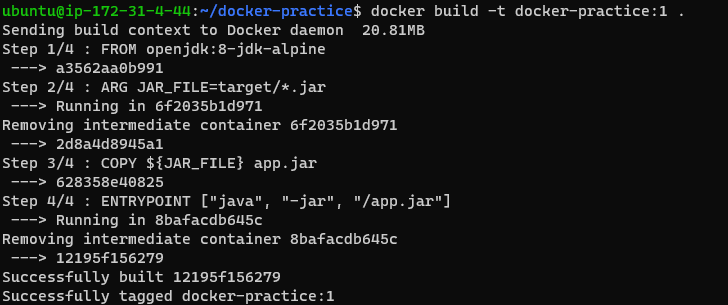 ubuntu@ip-172-31-4-44:~/docker-practice$ docker build -t docker-practice:1 .
Sending build context to Docker daemon  20.81MB
Step 1/4 : FROM openjdk:8-jdk-alpine
 ---> a3562aa0b991
Step 2/4 : ARG JAR_FILE=target/*.jar
 ---> Running in 6f2035b1d971
Removing intermediate container 6f2035b1d971
 ---> 2d8a4d8945a1
Step 3/4 : COPY ${JAR_FILE} app.jar
 ---> 628358e40825
Step 4/4 : ENTRYPOINT ["java", "-jar", "/app.jar"]
 ---> Running in 8bafacdb645c
Removing intermediate container 8bafacdb645c
 ---> 12195f156279
Successfully built 12195f156279
Successfully tagged docker-practice:1